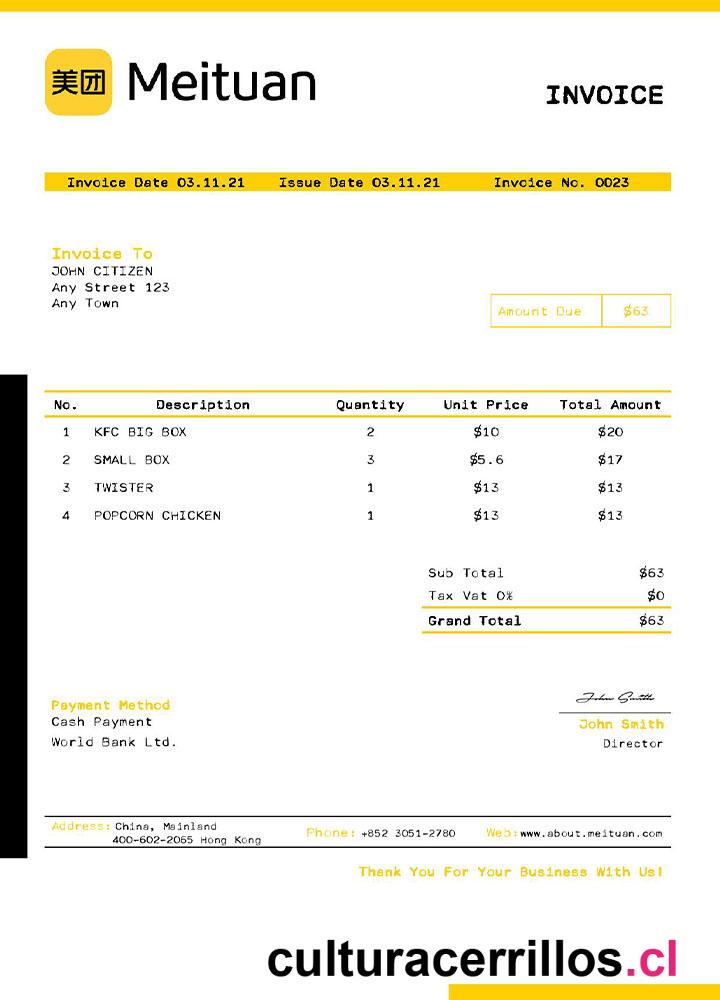 美团 Meituan
INVOICE
Invoice Date 03.11.21 Issue Date 03.11.21 Invoice No. 0023
Invoice To
JOHN CITIZEN
Any Street 123
Any Town
Amount Due $63
No. Description Quantity Unit Price Total Amount
1 KFC BIG BOX 2 $10 $20
2 SMALL BOX 3 $5.6 $17
3 TWISTER 1 $13 $13
4 POPCORN CHICKEN 1 $13 $13
Sub Total $63
Tax Vat 0% $0
Grand Total $63
Payment Method
Cash Payment
World Bank Ltd.
John Smith
John Smith
Director
Address: China, Mainland
400-602-2065 Hong Kong
Phone: +852 3051-2780
Web: www.about.meituan.com
Thank You For Your Business With Us!
culturacerrillos.cl